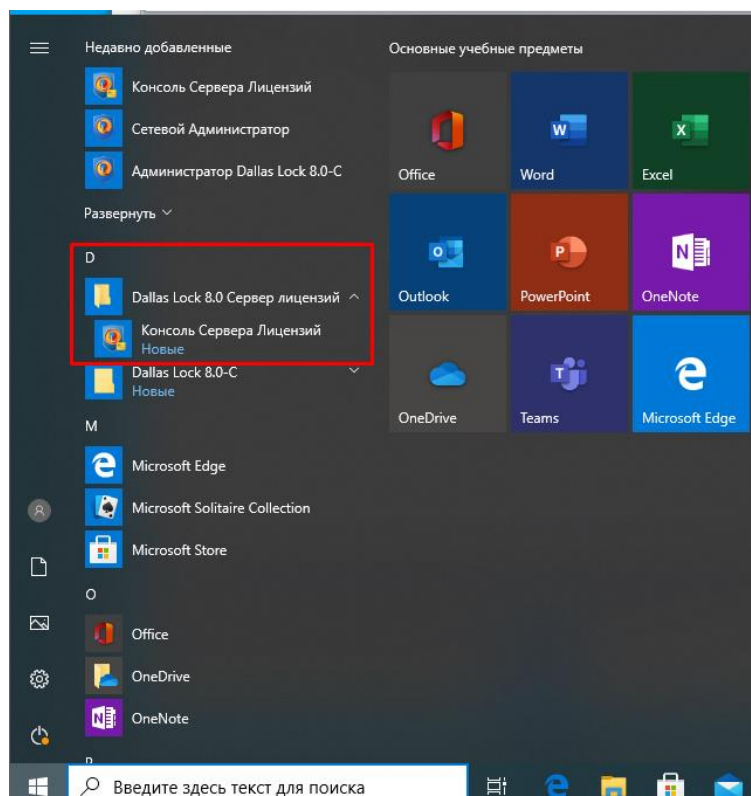 Недавно добавленные
Консоль Сервера Лицензий
Сетевой Администратор
Администратор Dallas Lock 8.0-C
Развернуть
D
Dallas Lock 8.0 Сервер лицензий
Консоль Сервера Лицензий
Новые
Dallas Lock 8.0-C
Новые
M
Microsoft Edge
Microsoft Solitaire Collection
Microsoft Store
O
Office
OneDrive
OneNote
Введите здесь текст для поиска
Основные учебные предметы
Office
Word
Excel
Outlook
PowerPoint
OneNote
OneDrive
Teams
Microsoft Edge